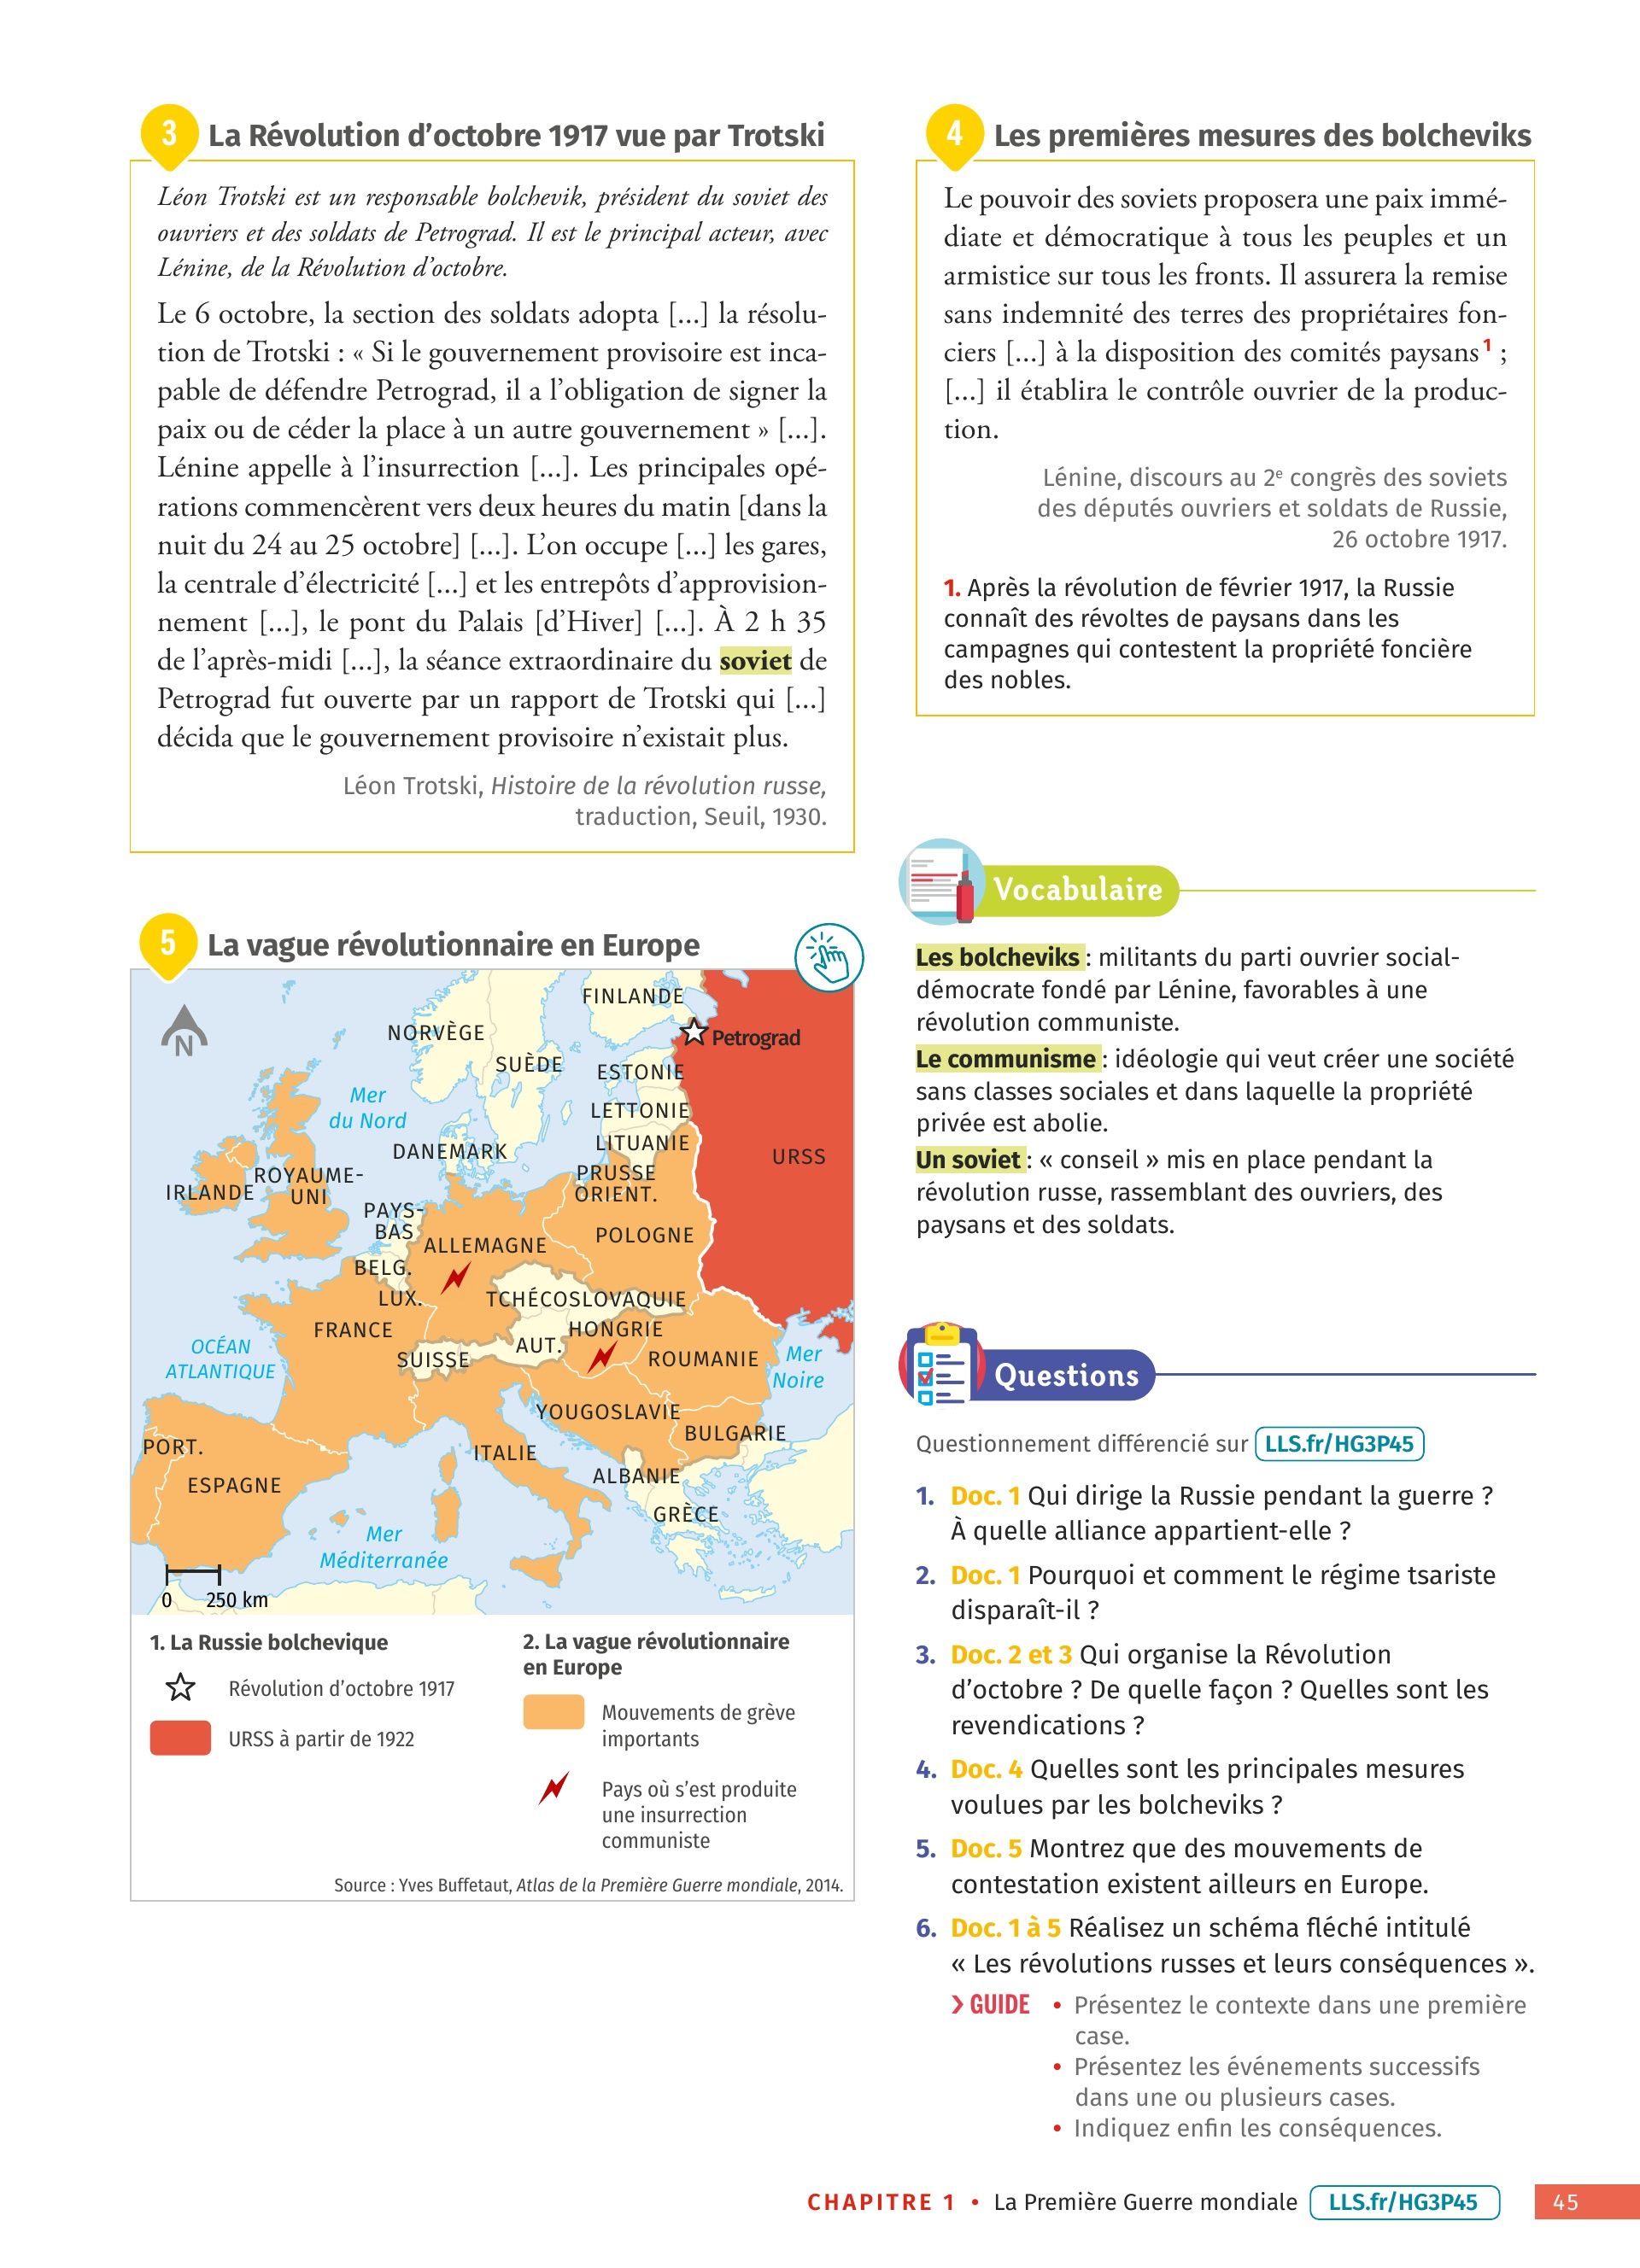 3 La Révolution d’octobre 1917 vue par Trotski
Léon Trotski est un responsable bolchevik, président du soviet des
ouvriers et des soldats de Petrograd. Il est le principal acteur, avec
Lénine, de la Révolution d’octobre.
Le 6 octobre, la section des soldats adopta [...] la résolu-
tion de Trotski : « Si le gouvernement provisoire est inca-
pable de défendre Petrograd, il a l’obligation de signer la
paix ou de céder la place à un autre gouvernement » [...].
Lénine appelle à l’insurrection [...]. Les principales opé-
rations commencèrent vers deux heures du matin [dans la
nuit du 24 au 25 octobre] [...]. L’on occupe [...] les gares,
la centrale d’électricité [...] et les entrepôts d’approvision-
nement [...], le pont du Palais [d’Hiver] [...]. À 2 h 35
de l’après-midi [...], la séance extraordinaire du soviet de
Petrograd fut ouverte par un rapport de Trotski qui [...]
décida que le gouvernement provisoire n’existait plus.
Léon Trotski, Histoire de la révolution russe,
traduction, Seuil, 1930.
4 Les premières mesures des bolcheviks
Le pouvoir des soviets proposera une paix immé-
diate et démocratique à tous les peuples et un
armistice sur tous les fronts. Il assurera la remise
sans indemnité des terres des propriétaires fon-
ciers [...] à la disposition des comités paysans1 ;
[...] il établira le contrôle ouvrier de la produc-
tion.
Lénine, discours au 2e congrès des soviets
des députés ouvriers et soldats de Russie,
26 octobre 1917.
1. Après la révolution de février 1917, la Russie
connaît des révoltes de paysans dans les
campagnes qui contestent la propriété foncière
des nobles.
5 La vague révolutionnaire en Europe
N
FINLANDE
NORVÈGE
Petrograd
SUÈDE
ESTONIE
Mer
du Nord
LETTONIE
LITUANIE
DANEMARK
URSS
PRUSSE
ORIENT.
ROYAUME-
UNI
IRLANDE
PAYS-
BAS
POLOGNE
ALLEMAGNE
BELG.
LUX.
TCHÉCOSLOVAQUIE
FRANCE
HONGRIE
AUT.
OCÉAN
ATLANTIQUE
SUISSE
ROUMANIE
Mer
Noire
YOUGOSLAVIE
BULGARIE
PORT.
ITALIE
ESPAGNE
ALBANIE
GRÈCE
Mer
Méditerranée
0 250 km
1. La Russie bolchevique
Révolution d’octobre 1917
URSS à partir de 1922
2. La vague révolutionnaire
en Europe
Mouvements de grève
importants
Pays où s’est produite
une insurrection
communiste
Source : Yves Buffetaut, Atlas de la Première Guerre mondiale, 2014.
Vocabulaire
Les bolcheviks : militants du parti ouvrier social-
démocrate fondé par Lénine, favorables à une
révolution communiste.
Le communisme : idéologie qui veut créer une société
sans classes sociales et dans laquelle la propriété
privée est abolie.
Un soviet : « conseil » mis en place pendant la
révolution russe, rassemblant des ouvriers, des
paysans et des soldats.
Questions
Questionnement différencié sur LLS.fr/HG3P45
1. Doc. 1 Qui dirige la Russie pendant la guerre ?
À quelle alliance appartient-elle ?
2. Doc. 1 Pourquoi et comment le régime tsariste
disparaît-il ?
3. Doc. 2 et 3 Qui organise la Révolution
d’octobre ? De quelle façon ? Quelles sont les
revendications ?
4. Doc. 4 Quelles sont les principales mesures
voulues par les bolcheviks ?
5. Doc. 5 Montrez que des mouvements de
contestation existent ailleurs en Europe.
6. Doc. 1 à 5 Réalisez un schéma fléché intitulé
« Les révolutions russes et leurs conséquences ».
GUIDE • Présentez le contexte dans une première
case.
• Présentez les événements successifs
dans une ou plusieurs cases.
• Indiquez enfin les conséquences.
CHAPITRE 1 • La Première Guerre mondiale LLS.fr/HG3P45 45